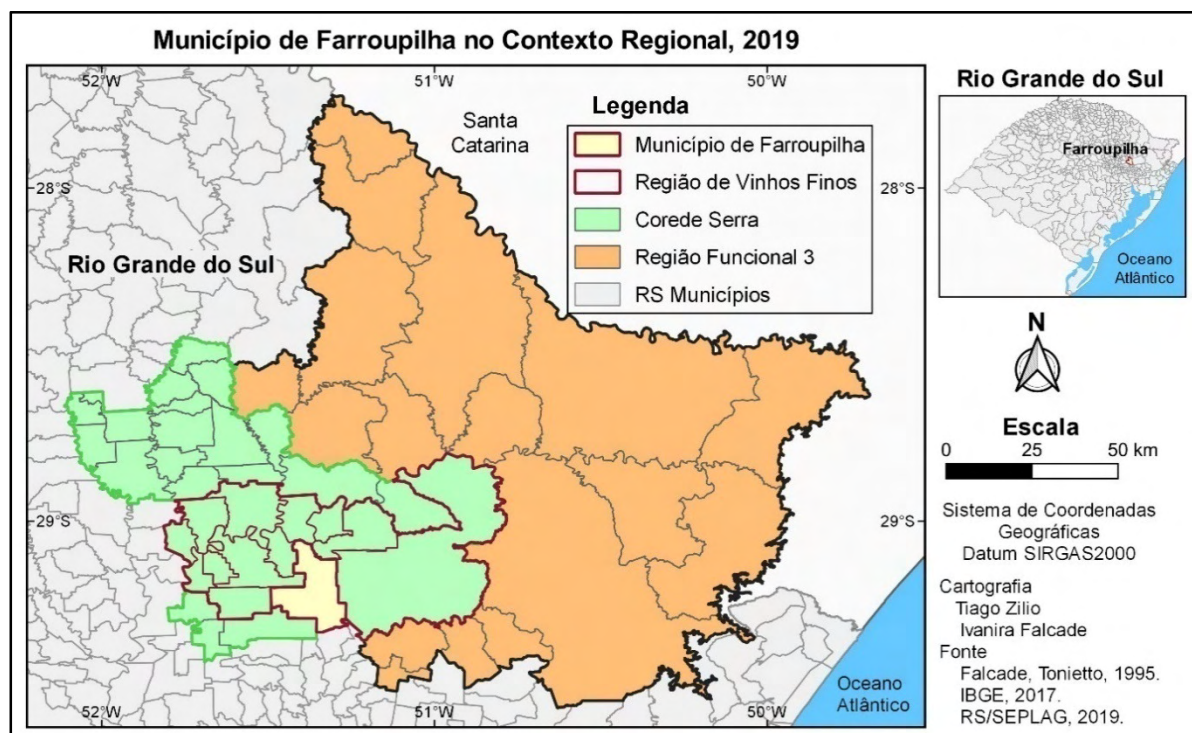 Município de Farroupilha no Contexto Regional, 2019
52°W
51°W
50°W
Santa
Catarina
Legenda
Município de Farroupilha
Região de Vinhos Finos
Corede Serra
Região Funcional 3
RS Municípios
28°S
28°S
Rio Grande do Sul
29°S
29°S
Oceano
Atlântico
52°W
51°W
50°W
Rio Grande do Sul
Farroupilha
Oceano
Atlântico
N
Escala
0 25 50 km
Sistema de Coordenadas
Geográficas
Datum SIRGAS2000
Cartografia
Tiago Zilio
Ivanira Falcade
Fonte
Falcade, Tonietto, 1995.
IBGE, 2017.
RS/SEPLAG, 2019.